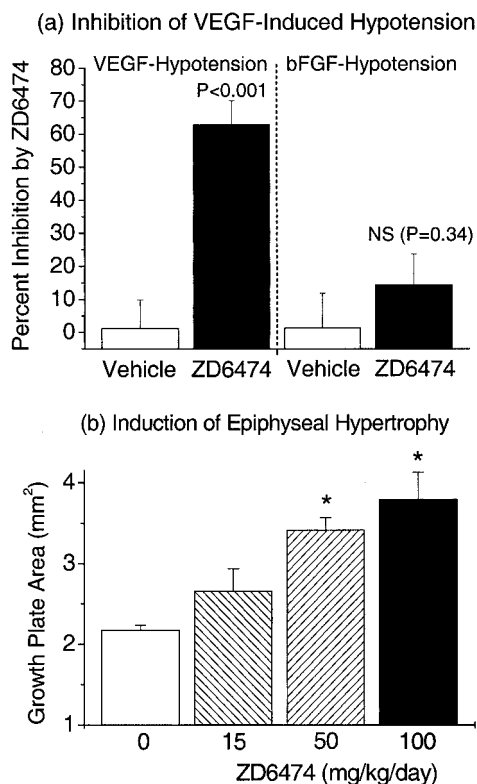 (a) Inhibition of VEGF-Induced Hypotension
VEGF-Hypotension bFGF-Hypotension
P<0.001
NS (P=0.34)
Percent Inhibition by ZD6474
80
70
60
50
40
30
20
10
0
Vehicle ZD6474 Vehicle ZD6474
(b) Induction of Epiphyseal Hypertrophy
Growth Plate Area (mm²)
4
3
2
1
* *
0 15 50 100
ZD6474 (mg/kg/day)